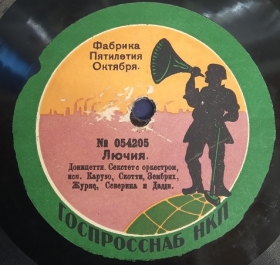 Фабрика
Пятилетия
Октября.
№ 054205
Лючия.
Доницетти. Секстет с оркестром,
исп. Карузо, Скотти, Зембрих,
Журнэ, Северина и Дадди.
ГОСПРОССНАБ НКП